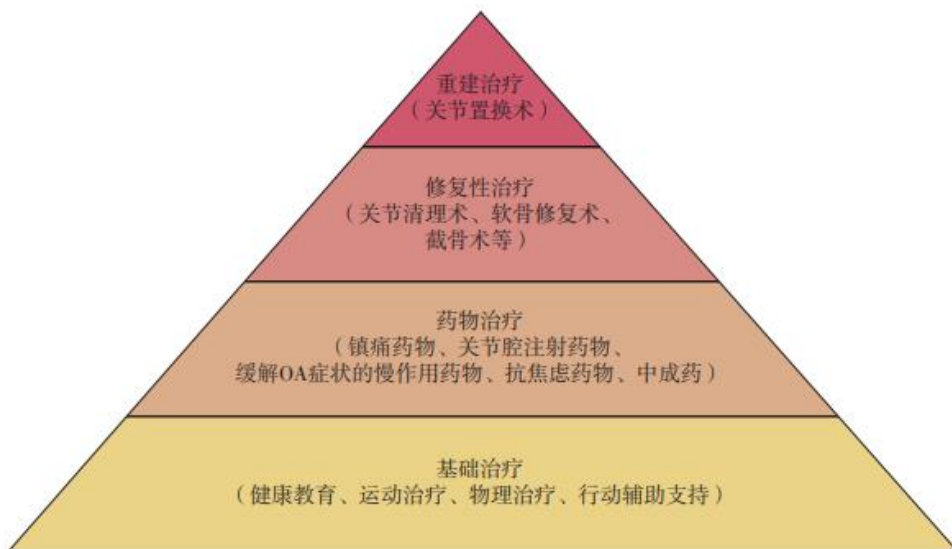 重建治疗
（关节置换术）
修复性治疗
（关节清理术、软骨修复术、
截骨术等）
药物治疗
（镇痛药物、关节腔注射药物、
缓解OA症状的慢作用药物、抗焦虑药物、中成药）
基础治疗
（健康教育、运动治疗、物理治疗、行动辅助支持）